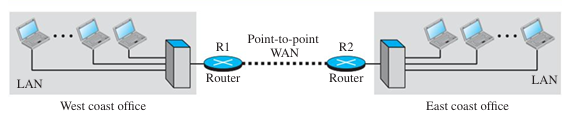 R1
Point-to-point
WAN
R2
Router
Router
LAN
LAN
West coast office
East coast office